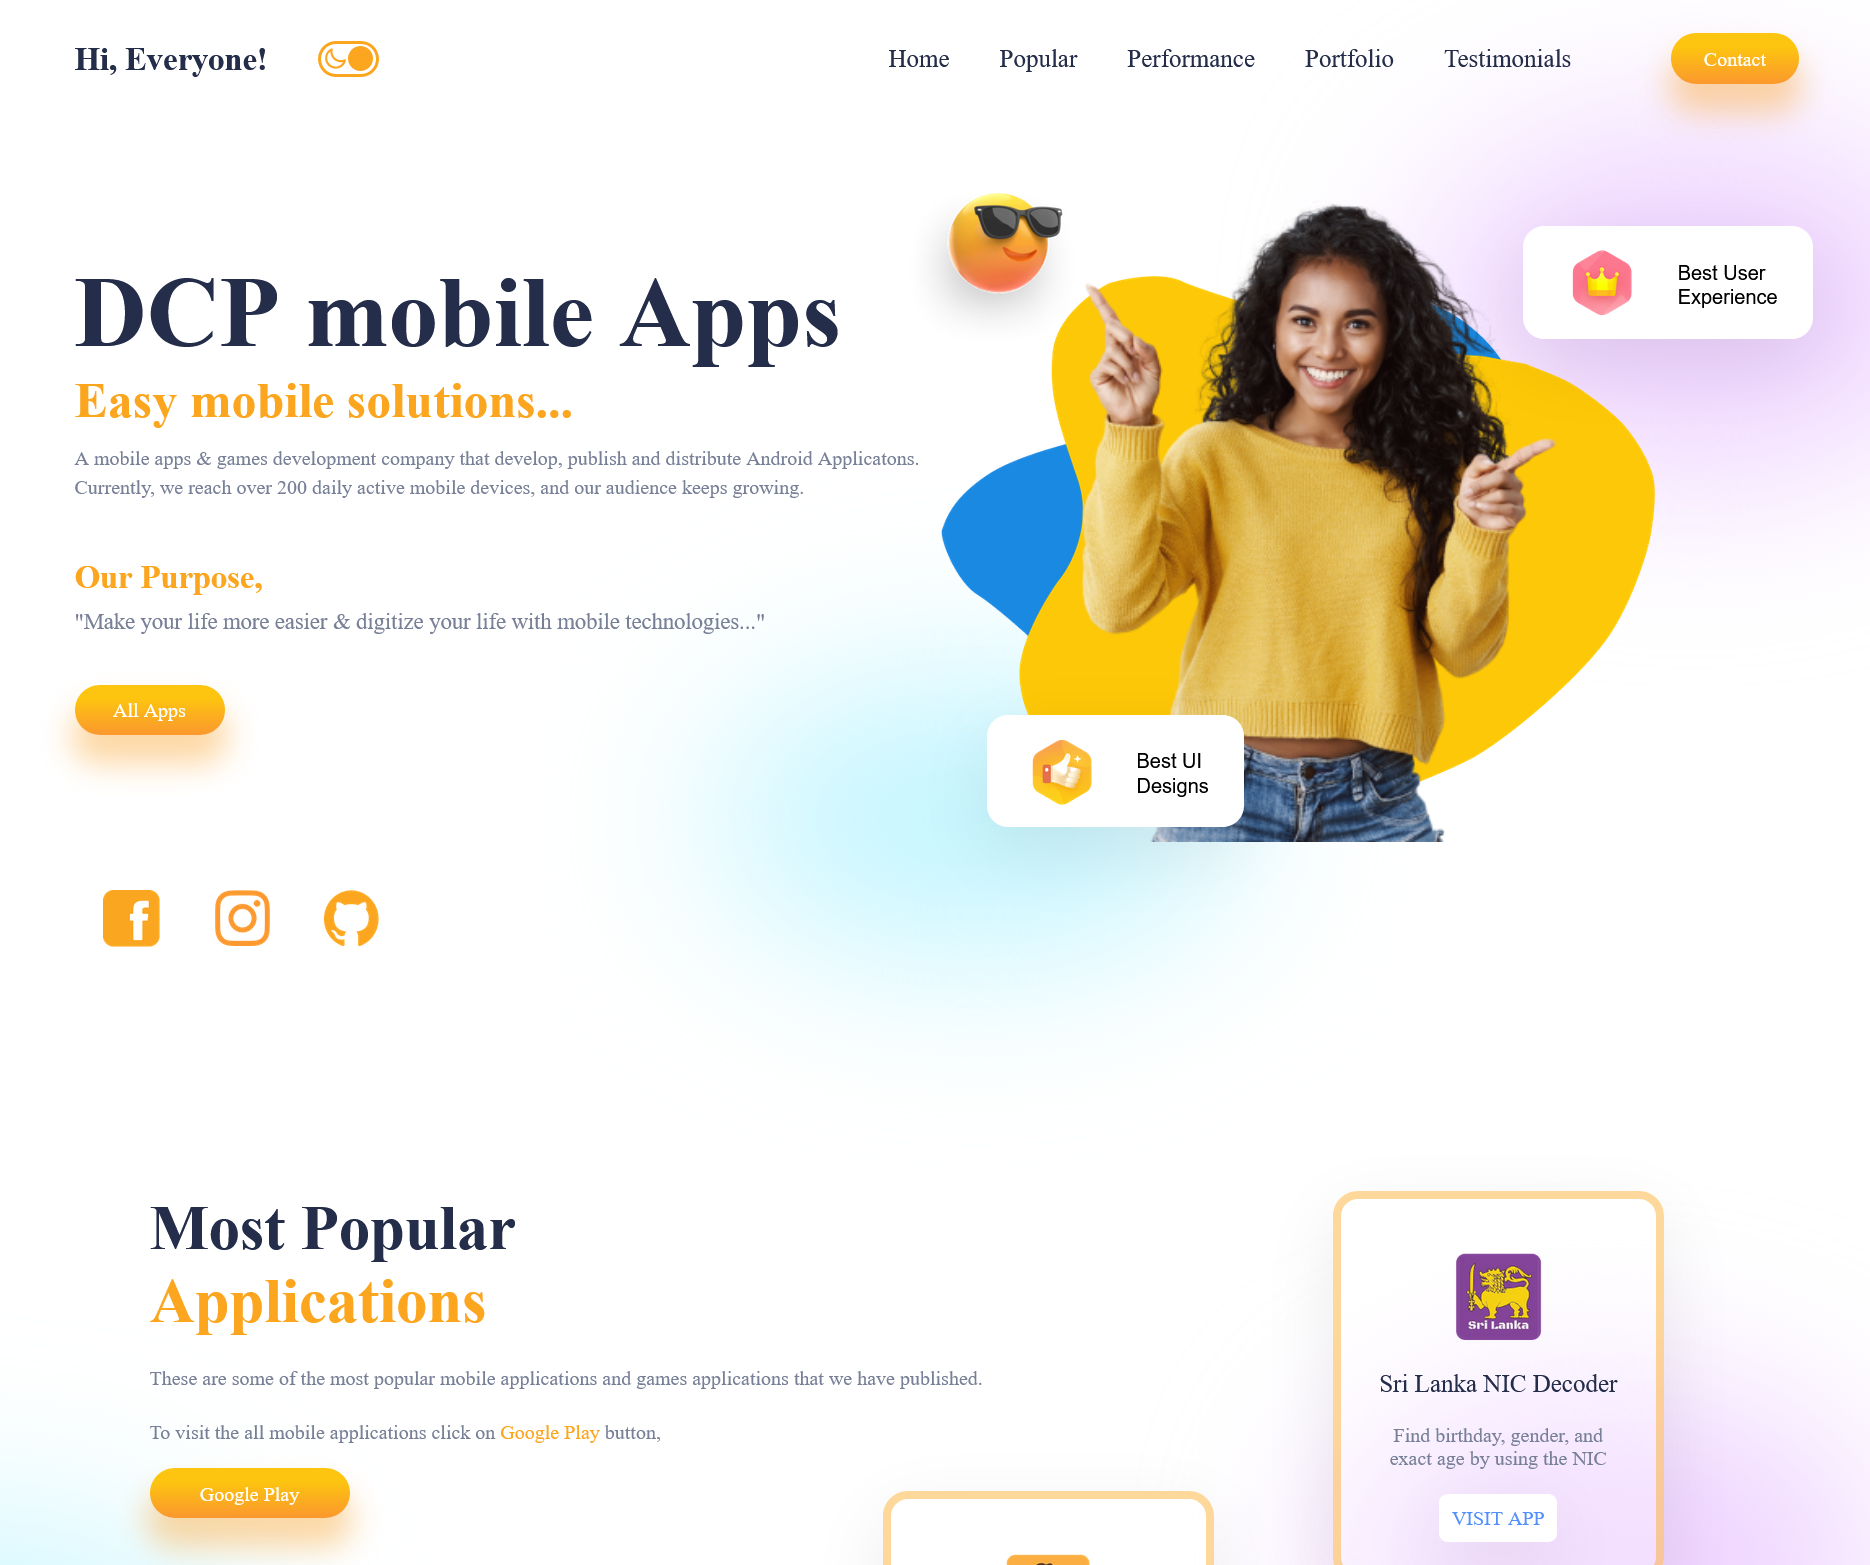 Hi, Everyone!
Home
Popular
Performance
Portfolio
Testimonials
Contact
DCP mobile Apps
Easy mobile solutions...
A mobile apps & games development company that develop, publish and distribute Android Applicatons.
Currently, we reach over 200 daily active mobile devices, and our audience keeps growing.
Our Purpose,
"Make your life more easier & digitize your life with mobile technologies..."
All Apps
Best User
Experience
Best UI
Designs
Most Popular
Applications
These are some of the most popular mobile applications and games applications that we have published.
To visit the all mobile applications click on Google Play button,
Google Play
Sri Lanka
Sri Lanka NIC Decoder
Find birthday, gender, and
exact age by using the NIC
VISIT APP